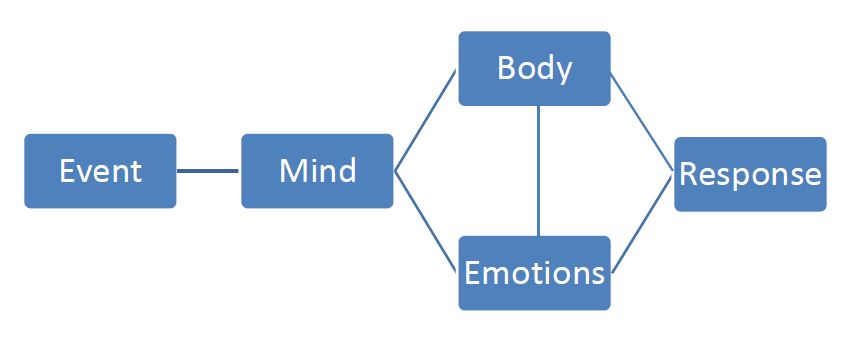 Event
Mind
Body
Emotions
Response